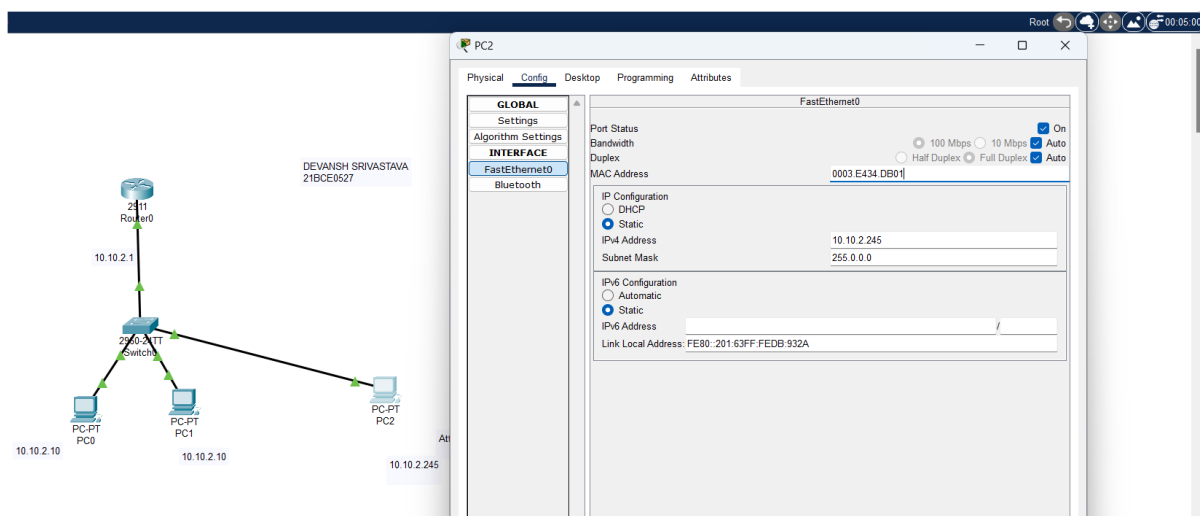 Root
00:05:00
PC2
Physical Config Desktop Programming Attributes
GLOBAL
Settings
Algorithm Settings
INTERFACE
FastEthernet0
Bluetooth
FastEthernet0
Port Status On
Bandwidth 100 Mbps 10 Mbps Auto
Duplex Half Duplex Full Duplex Auto
MAC Address 0003.E434.DB01
IP Configuration
DHCP
Static
IPv4 Address 10.10.2.245
Subnet Mask 255.0.0.0
IPv6 Configuration
Automatic
Static
IPv6 Address /
Link Local Address: FE80::201:63FF:FEDB:932A
DEVANSH SRIVASTAVA
21BCE0527
2911
Router0
10.10.2.1
2950-24TT
Switch0
PC-PT
PC0
10.10.2.10
PC-PT
PC1
10.10.2.10
PC-PT
PC2
10.10.2.245